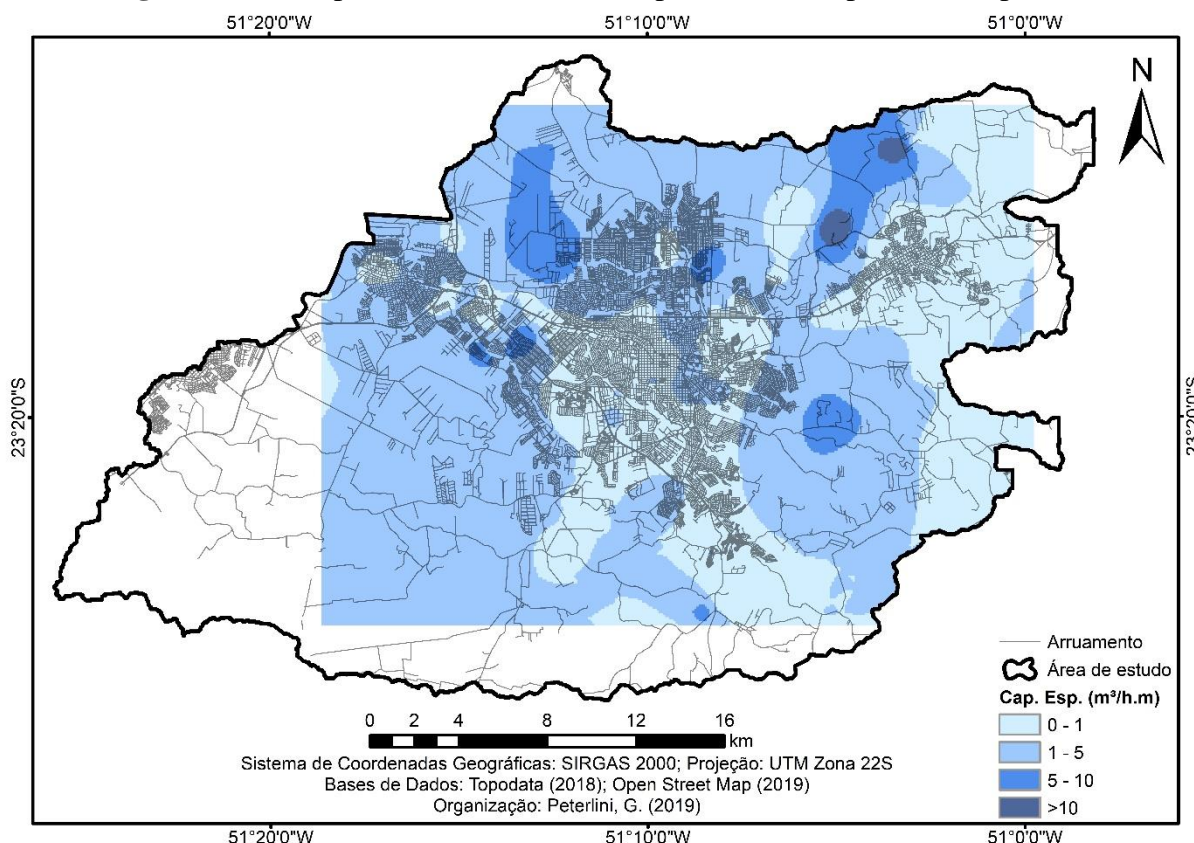 51°20'0"W 51°10'0"W 51°0'0"W
N
23°20'0"S 23°20'0"S
Arruamento
Área de estudo
Cap. Esp. (m³/h.m)
0 - 1
1 - 5
5 - 10
>10
0 2 4 8 12 16
km
Sistema de Coordenadas Geográficas: SIRGAS 2000; Projeção: UTM Zona 22S
Bases de Dados: Topodata (2018); Open Street Map (2019)
Organização: Peterlini, G. (2019)
51°20'0"W 51°10'0"W 51°0'0"W